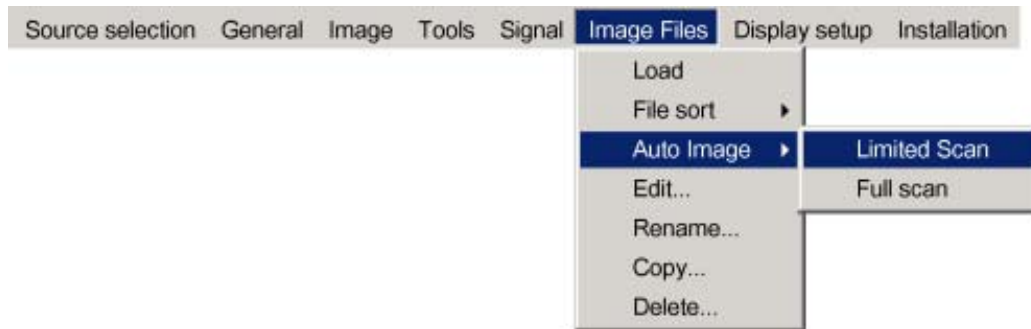 Source selection General Image Tools Signal Image Files Display setup Installation
Load
File sort
Auto Image
Limited Scan
Full scan
Edit...
Rename...
Copy...
Delete...